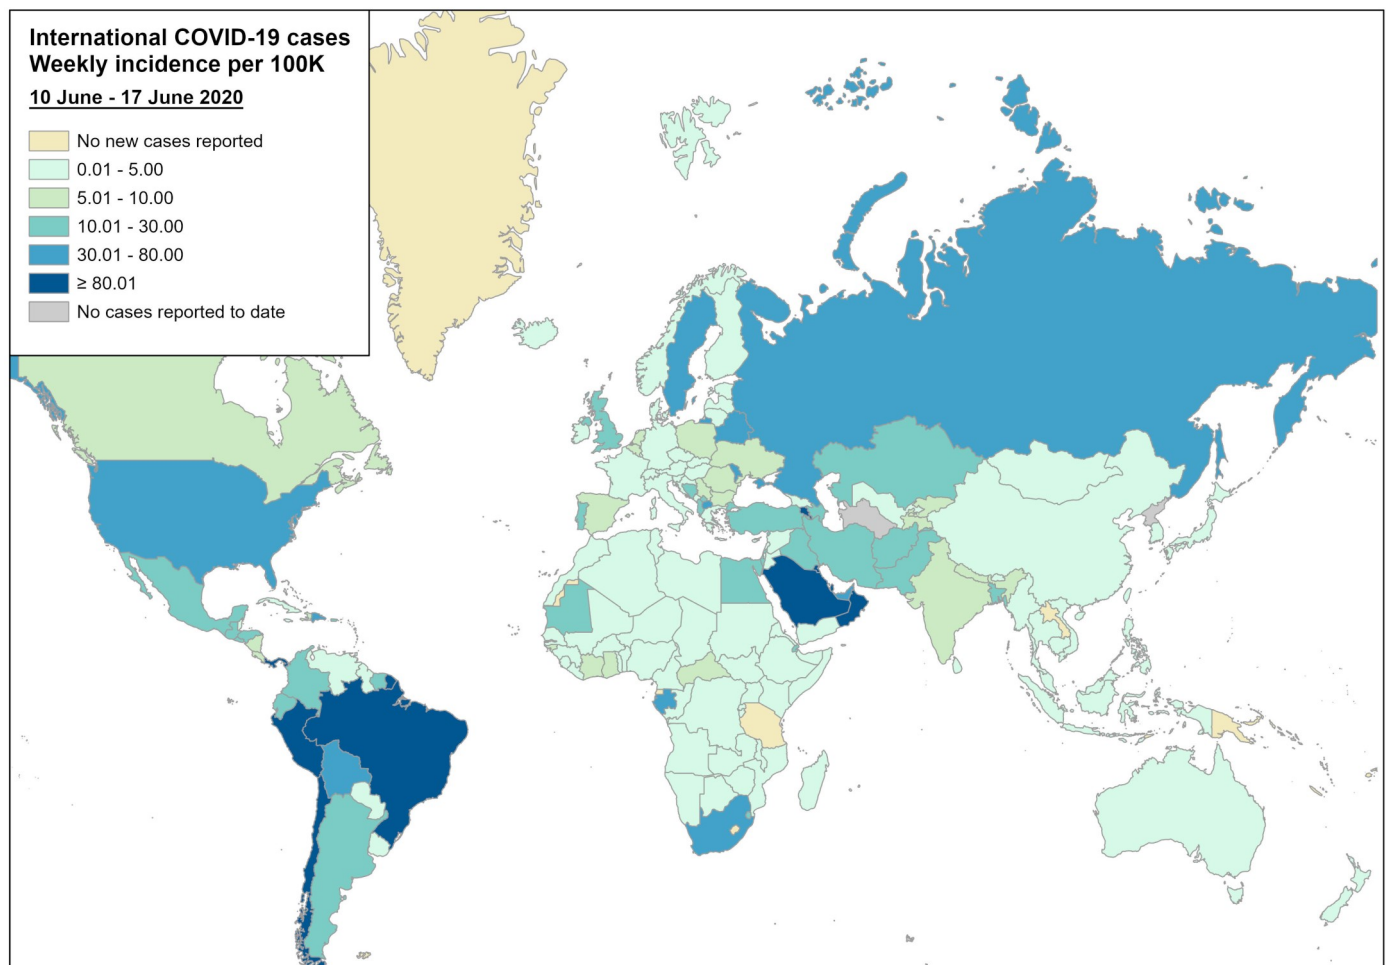 International COVID-19 cases
Weekly incidence per 100K
10 June - 17 June 2020
No new cases reported
0.01 - 5.00
5.01 - 10.00
10.01 - 30.00
30.01 - 80.00
≥ 80.01
No cases reported to date